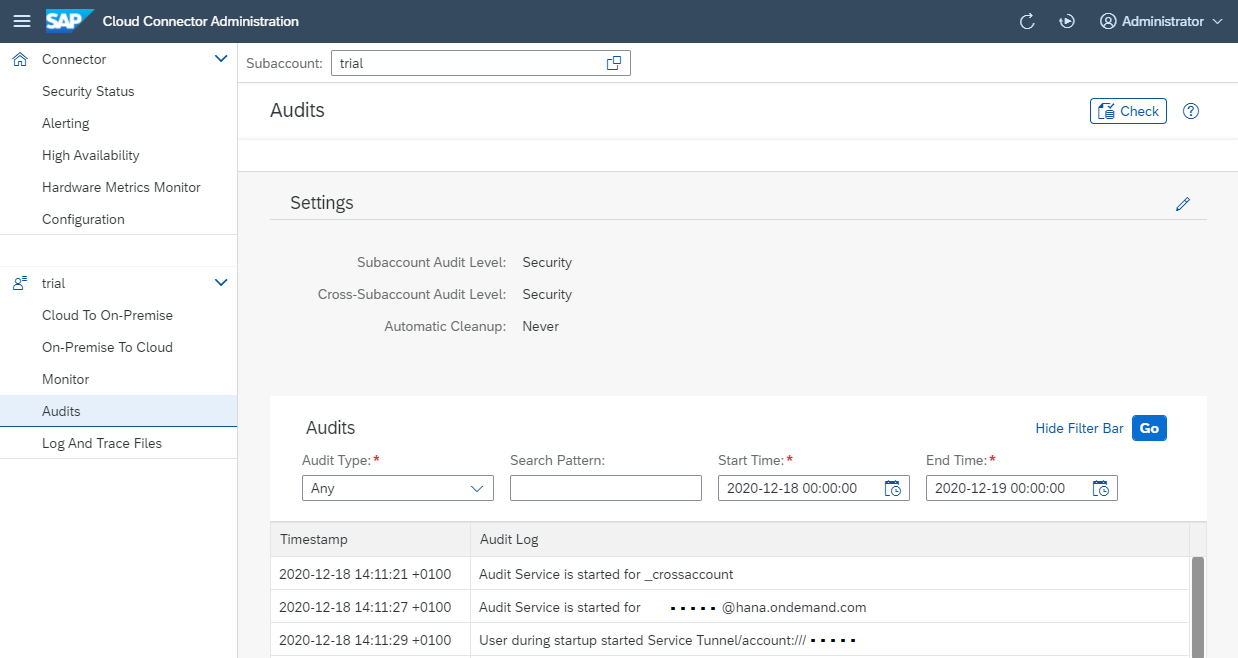 SAP Cloud Connector Administration Administrator
Connector
Security Status
Alerting
High Availability
Hardware Metrics Monitor
Configuration
trial
Cloud To On-Premise
On-Premise To Cloud
Monitor
Audits
Log And Trace Files
Subaccount: trial
Audits Check
Settings
Subaccount Audit Level: Security
Cross-Subaccount Audit Level: Security
Automatic Cleanup: Never
Audits Hide Filter Bar Go
Audit Type:* Search Pattern: Start Time:* End Time:*
Any 2020-12-18 00:00:00 2020-12-19 00:00:00
Timestamp Audit Log
2020-12-18 14:11:21 +0100 Audit Service is started for _crossaccount
2020-12-18 14:11:27 +0100 Audit Service is started for ..... @hana.ondemand.com
2020-12-18 14:11:29 +0100 User during startup started Service Tunnel/account:/// .....